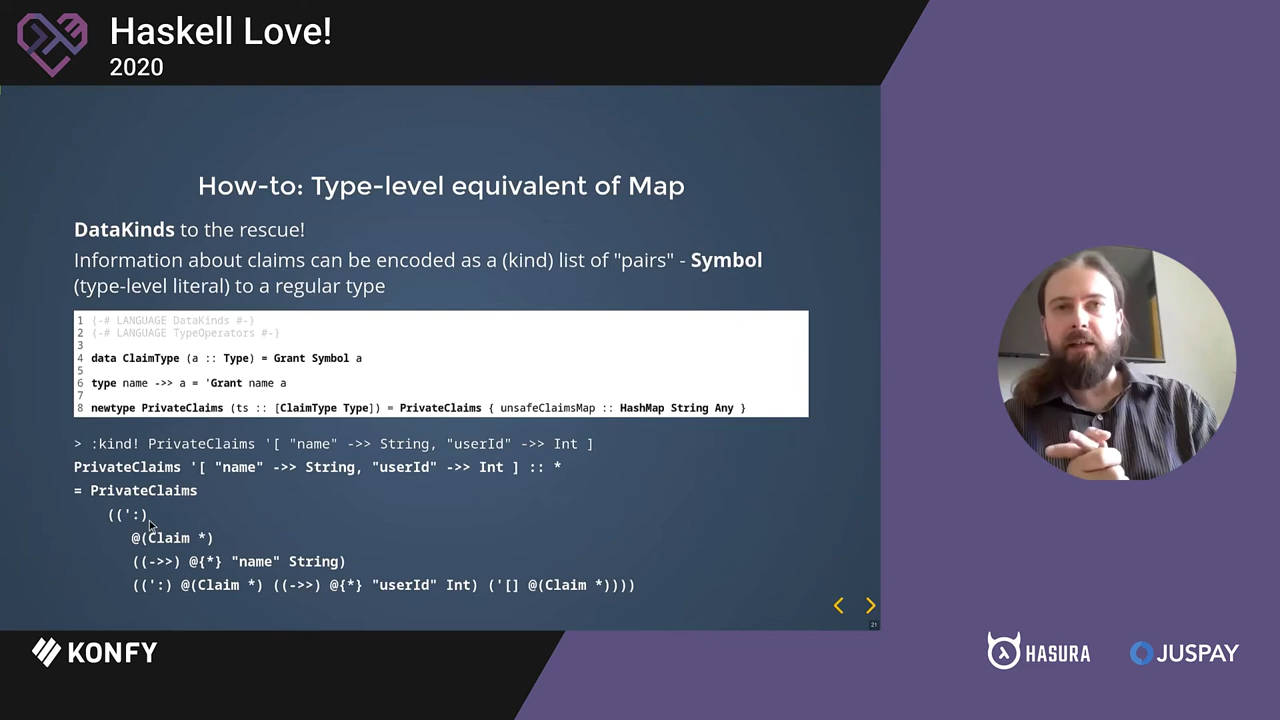 Haskell Love!
2020
How-to: Type-level equivalent of Map
DataKinds to the rescue!
Information about claims can be encoded as a (kind) list of "pairs" - Symbol
(type-level literal) to a regular type
1 {-# LANGUAGE DataKinds #-}
2 {-# LANGUAGE TypeOperators #-}
3
4 data ClaimType (a :: Type) = Grant Symbol a
5
6 type name ->> a = 'Grant name a
7
8 newtype PrivateClaims (ts :: [ClaimType Type]) = PrivateClaims { unsafeClaimsMap :: HashMap String Any }
> :kind! PrivateClaims '[ "name" ->> String, "userId" ->> Int ]
PrivateClaims '[ "name" ->> String, "userId" ->> Int ] :: *
= PrivateClaims
((':)
@(Claim *)
((->>) @{*} "name" String)
((':) @(Claim *) ((->>) @{*} "userId" Int) ('[] @(Claim *))))
21
KONFY
HASURA
JUSPAY